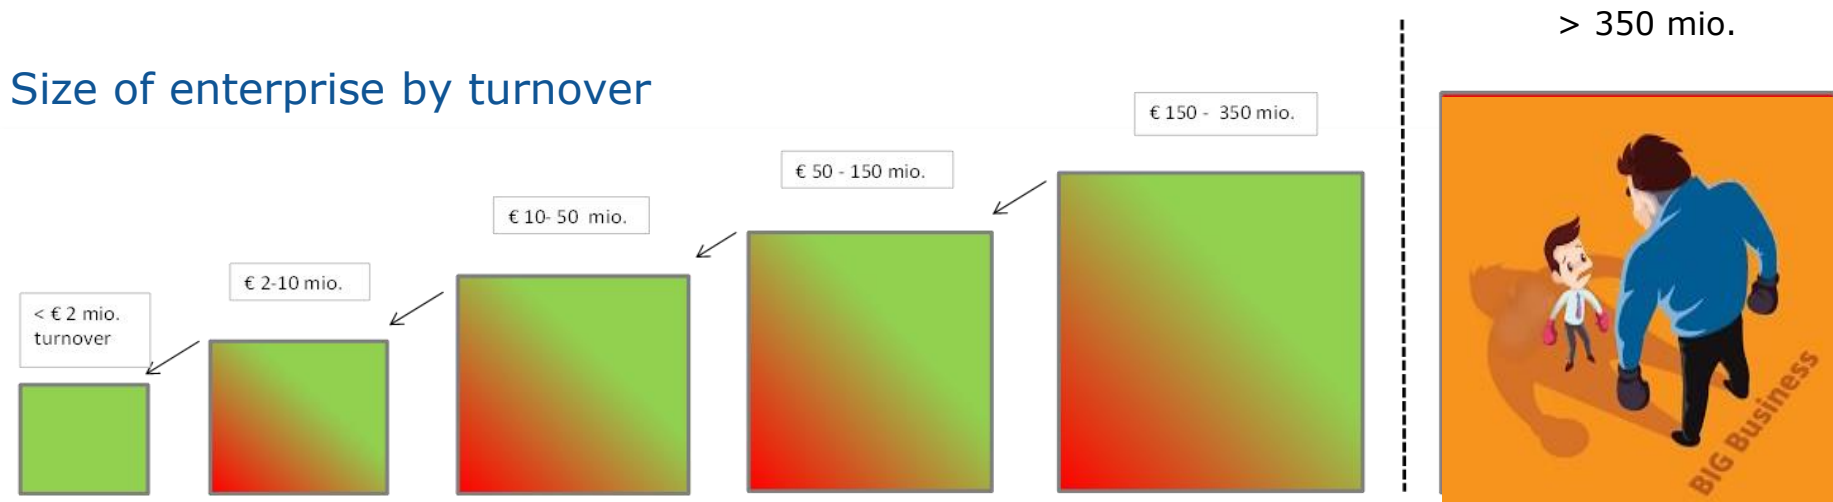 > 350 mio.
Size of enterprise by turnover
€ 150 -  350 mio.
€ 50 - 150 mio.
€ 10- 50  mio.
€ 2-10 mio.
< € 2 mio.
turnover
BIG Business